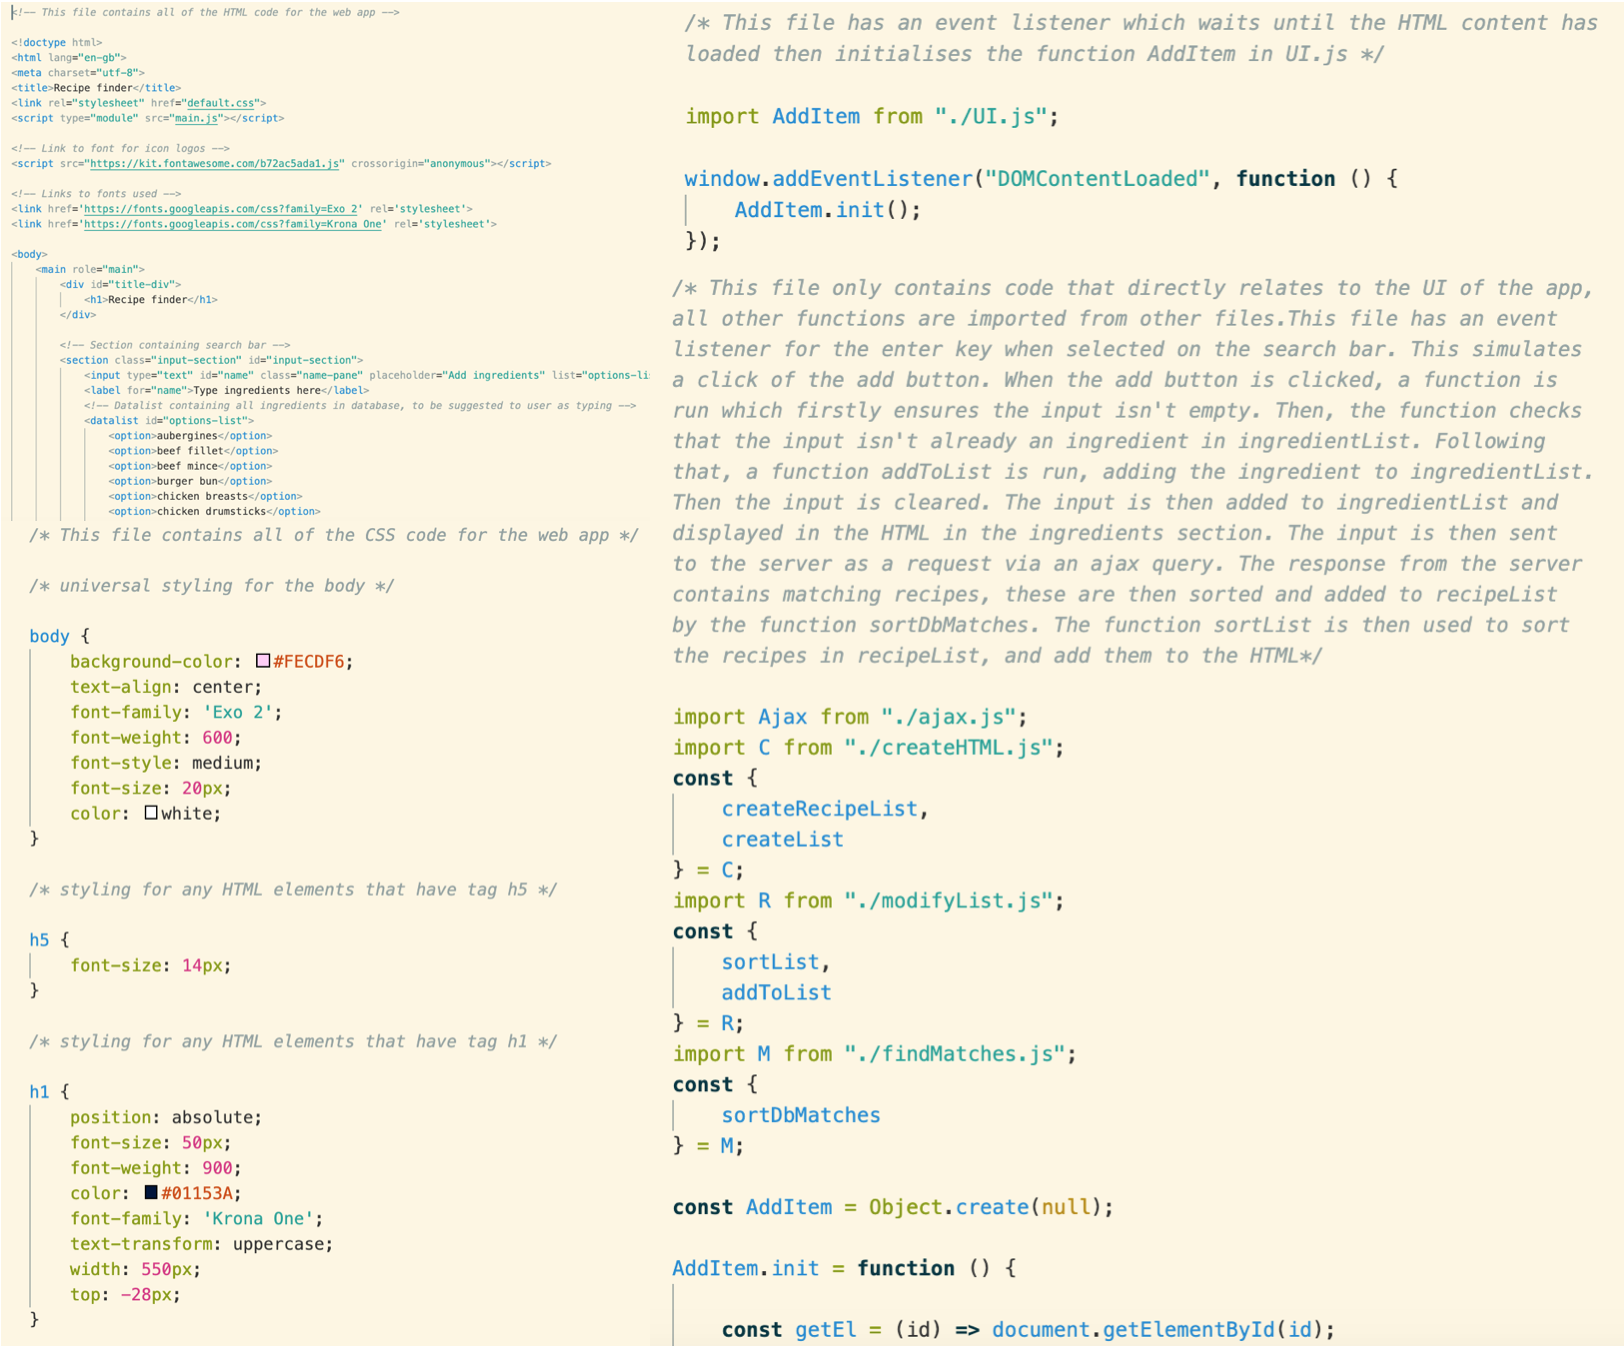 <!-- This file contains all of the HTML code for the web app -->
<!doctype html>
<html lang="en-gb">
<meta charset="utf-8">
<title>Recipe finder</title>
<link rel="stylesheet" href="default.css">
<script type="module" src="main.js"></script>
<!-- Link to font for icon logos -->
<script src="https://kit.fontawesome.com/b72ac5ada1.js" crossorigin="anonymous"></script>
<!-- Links to fonts used -->
<link href='https://fonts.googleapis.com/css?family=Exo 2' rel='stylesheet'>
<link href='https://fonts.googleapis.com/css?family=Krona One' rel='stylesheet'>
<body>
<main role="main">
<div id="title-div">
<h1>Recipe finder</h1>
</div>
<!-- Section containing search bar -->
<section class="input-section" id="input-section">
<input type="text" id="name" class="name-pane" placeholder="Add ingredients" list="options-li
<label for="name">Type ingredients here</label>
<!-- Datalist containing all ingredients in database, to be suggested to user as typing -->
<datalist id="options-list">
<option>aubergines</option>
<option>beef fillet</option>
<option>beef mince</option>
<option>burger bun</option>
<option>chicken breasts</option>
<option>chicken drumsticks</option>
/* This file contains all of the CSS code for the web app */
/* universal styling for the body */
body {
background-color: #FECDF6;
text-align: center;
font-family: 'Exo 2';
font-weight: 600;
font-style: medium;
font-size: 20px;
color: white;
}
/* styling for any HTML elements that have tag h5 */
h5 {
font-size: 14px;
}
/* styling for any HTML elements that have tag h1 */
h1 {
position: absolute;
font-size: 50px;
font-weight: 900;
color: #01153A;
font-family: 'Krona One';
text-transform: uppercase;
width: 550px;
top: -28px;
}
/* This file has an event listener which waits until the HTML content has
loaded then initialises the function AddItem in UI.js */
import AddItem from "./UI.js";
window.addEventListener("DOMContentLoaded", function () {
AddItem.init();
});
/* This file only contains code that directly relates to the UI of the app,
all other functions are imported from other files.This file has an event
listener for the enter key when selected on the search bar. This simulates
a click of the add button. When the add button is clicked, a function is
run which firstly ensures the input isn't empty. Then, the function checks
that the input isn't already an ingredient in ingredientList. Following
that, a function addToList is run, adding the ingredient to ingredientList.
Then the input is cleared. The input is then added to ingredientList and
displayed in the HTML in the ingredients section. The input is then sent
to the server as a request via an ajax query. The response from the server
contains matching recipes, these are then sorted and added to recipeList
by the function sortDbMatches. The function sortList is then used to sort
the recipes in recipeList, and add them to the HTML*/
import Ajax from "./ajax.js";
import C from "./createHTML.js";
const {
createRecipeList,
createList
} = C;
import R from "./modifyList.js";
const {
sortList,
addToList
} = R;
import M from "./findMatches.js";
const {
sortDbMatches
} = M;
const AddItem = Object.create(null);
AddItem.init = function () {
const getEl = (id) => document.getElementById(id);